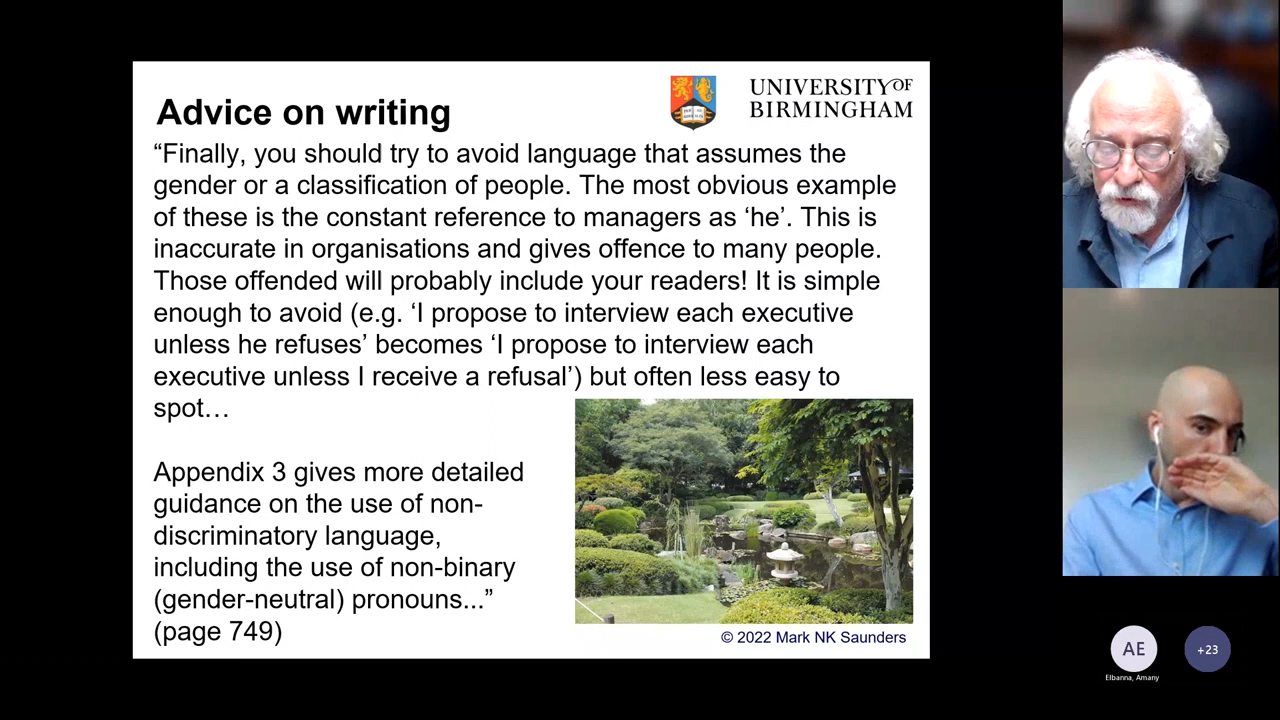 UNIVERSITY OF
BIRMINGHAM
Advice on writing
“Finally, you should try to avoid language that assumes the
gender or a classification of people. The most obvious example
of these is the constant reference to managers as ‘he’. This is
inaccurate in organisations and gives offence to many people.
Those offended will probably include your readers! It is simple
enough to avoid (e.g. ‘I propose to interview each executive
unless he refuses’ becomes ‘I propose to interview each
executive unless I receive a refusal’) but often less easy to
spot…
Appendix 3 gives more detailed
guidance on the use of non-
discriminatory language,
including the use of non-binary
(gender-neutral) pronouns...”
(page 749)
© 2022 Mark NK Saunders
AE
+23
Elbanna, Amany